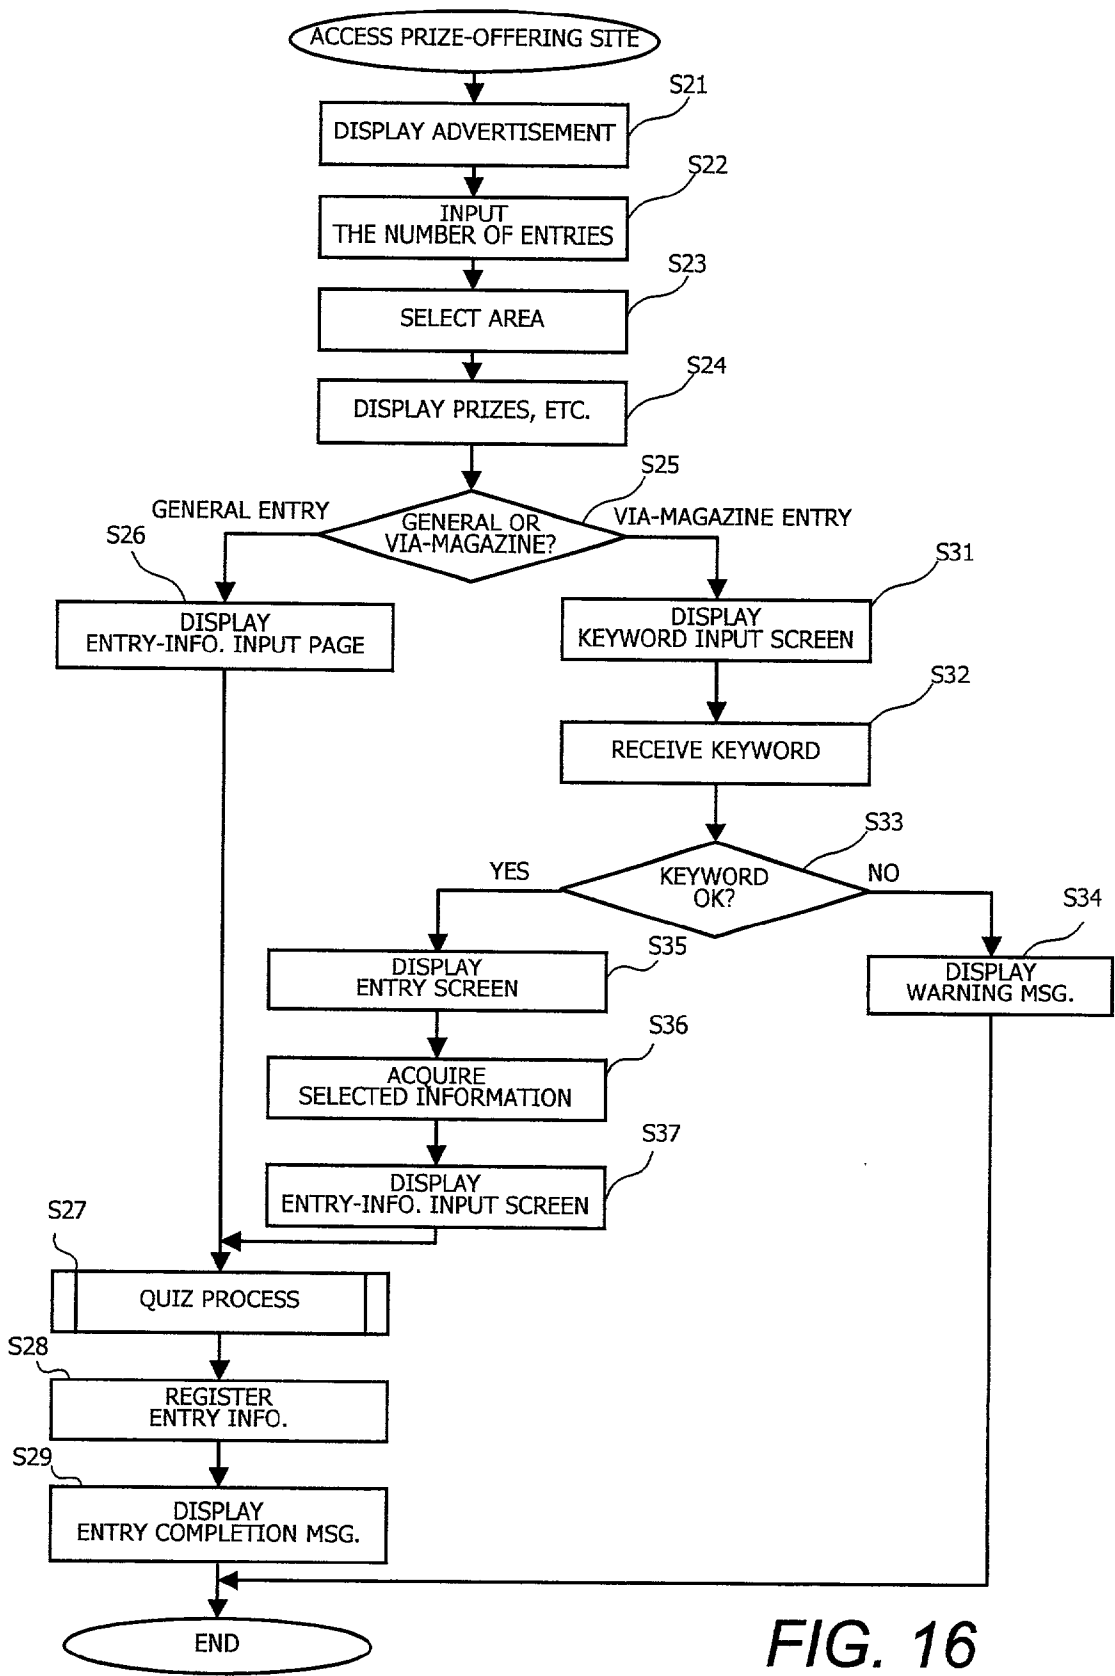 ACCESS PRIZE-OFFERING SITE
S21
DISPLAY ADVERTISEMENT
S22
INPUT
THE NUMBER OF ENTRIES
S23
SELECT AREA
S24
DISPLAY PRIZES, ETC.
S25
GENERAL ENTRY
GENERAL OR
VIA-MAGAZINE?
VIA-MAGAZINE ENTRY
S26
DISPLAY
ENTRY-INFO. INPUT PAGE
S31
DISPLAY
KEYWORD INPUT SCREEN
S32
RECEIVE KEYWORD
S33
YES
KEYWORD
OK?
NO
S34
DISPLAY
WARNING MSG.
S35
DISPLAY
ENTRY SCREEN
S36
ACQUIRE
SELECTED INFORMATION
S37
DISPLAY
ENTRY-INFO. INPUT SCREEN
S27
QUIZ PROCESS
S28
REGISTER
ENTRY INFO.
S29
DISPLAY
ENTRY COMPLETION MSG.
END
FIG. 16